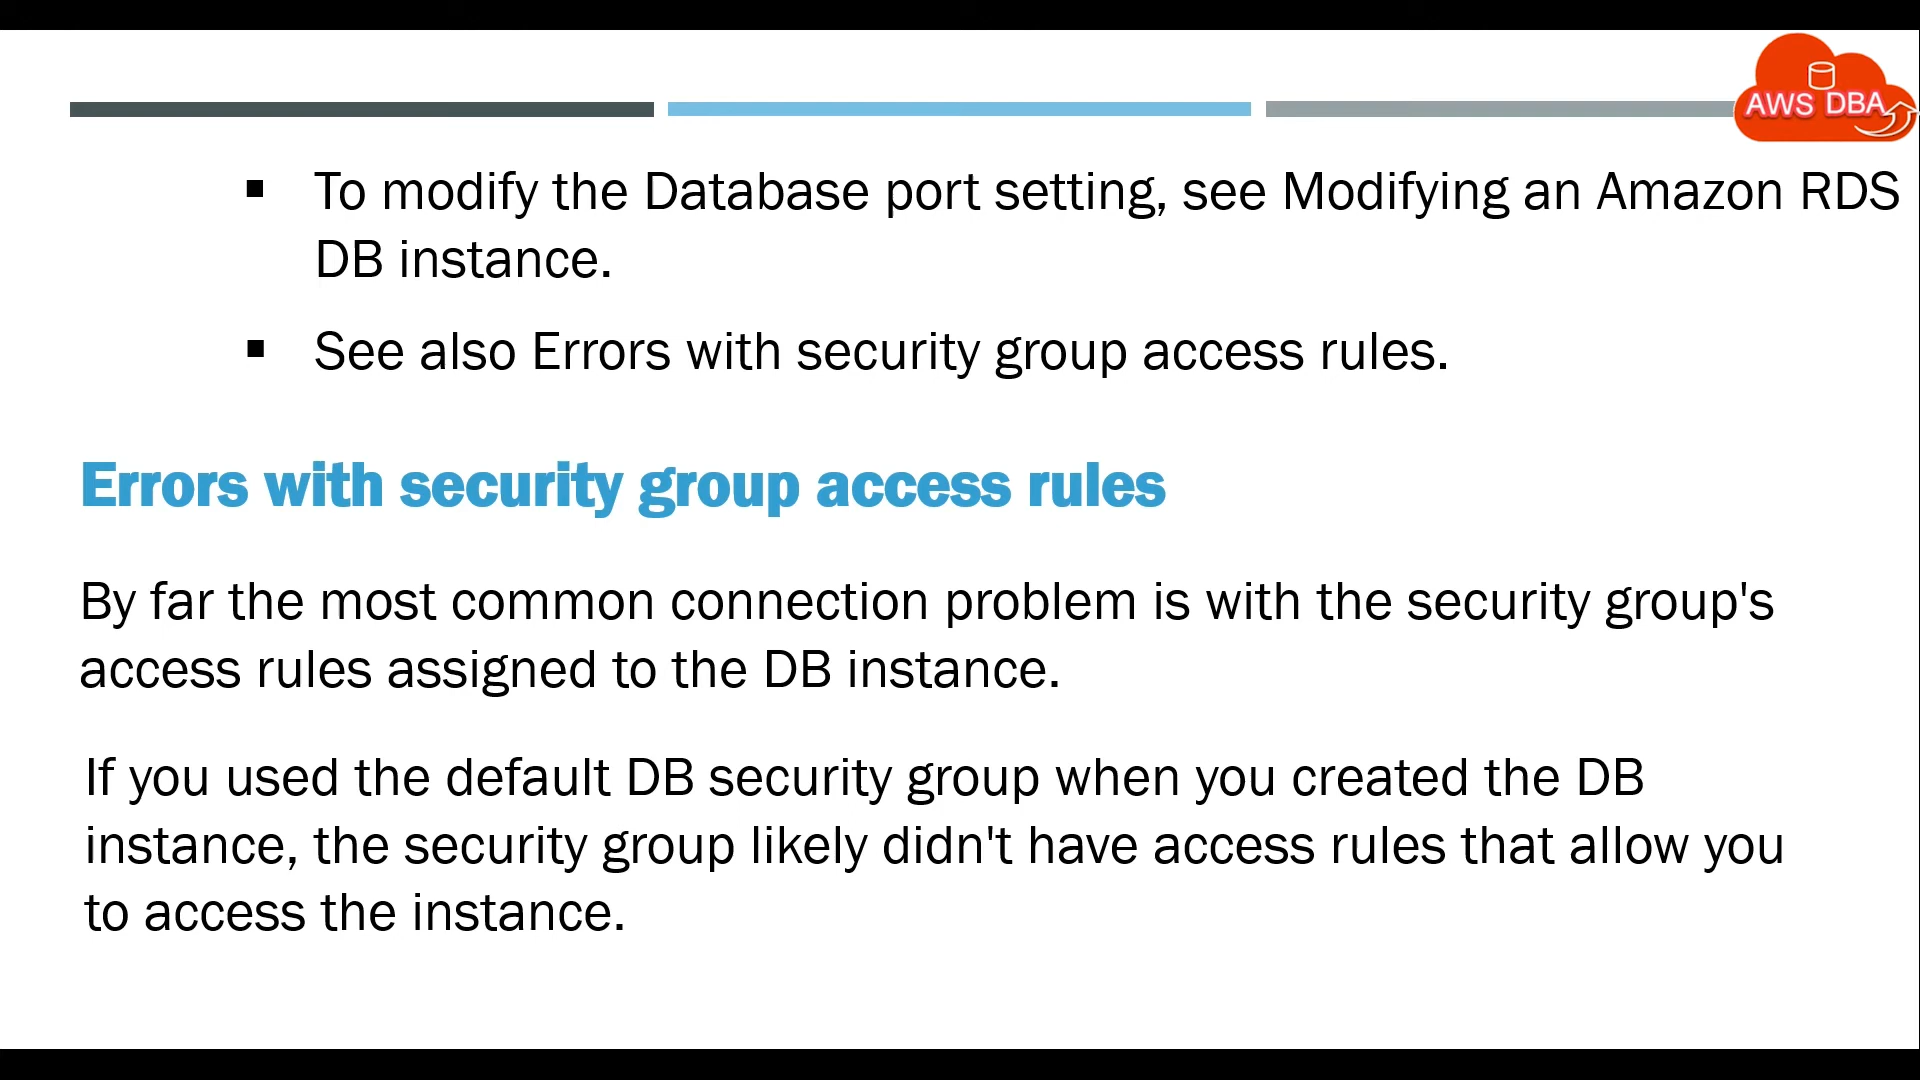 AWS DBA
▪ To modify the Database port setting, see Modifying an Amazon RDS
DB instance.
▪ See also Errors with security group access rules.
Errors with security group access rules
By far the most common connection problem is with the security group's
access rules assigned to the DB instance.
If you used the default DB security group when you created the DB
instance, the security group likely didn't have access rules that allow you
to access the instance.